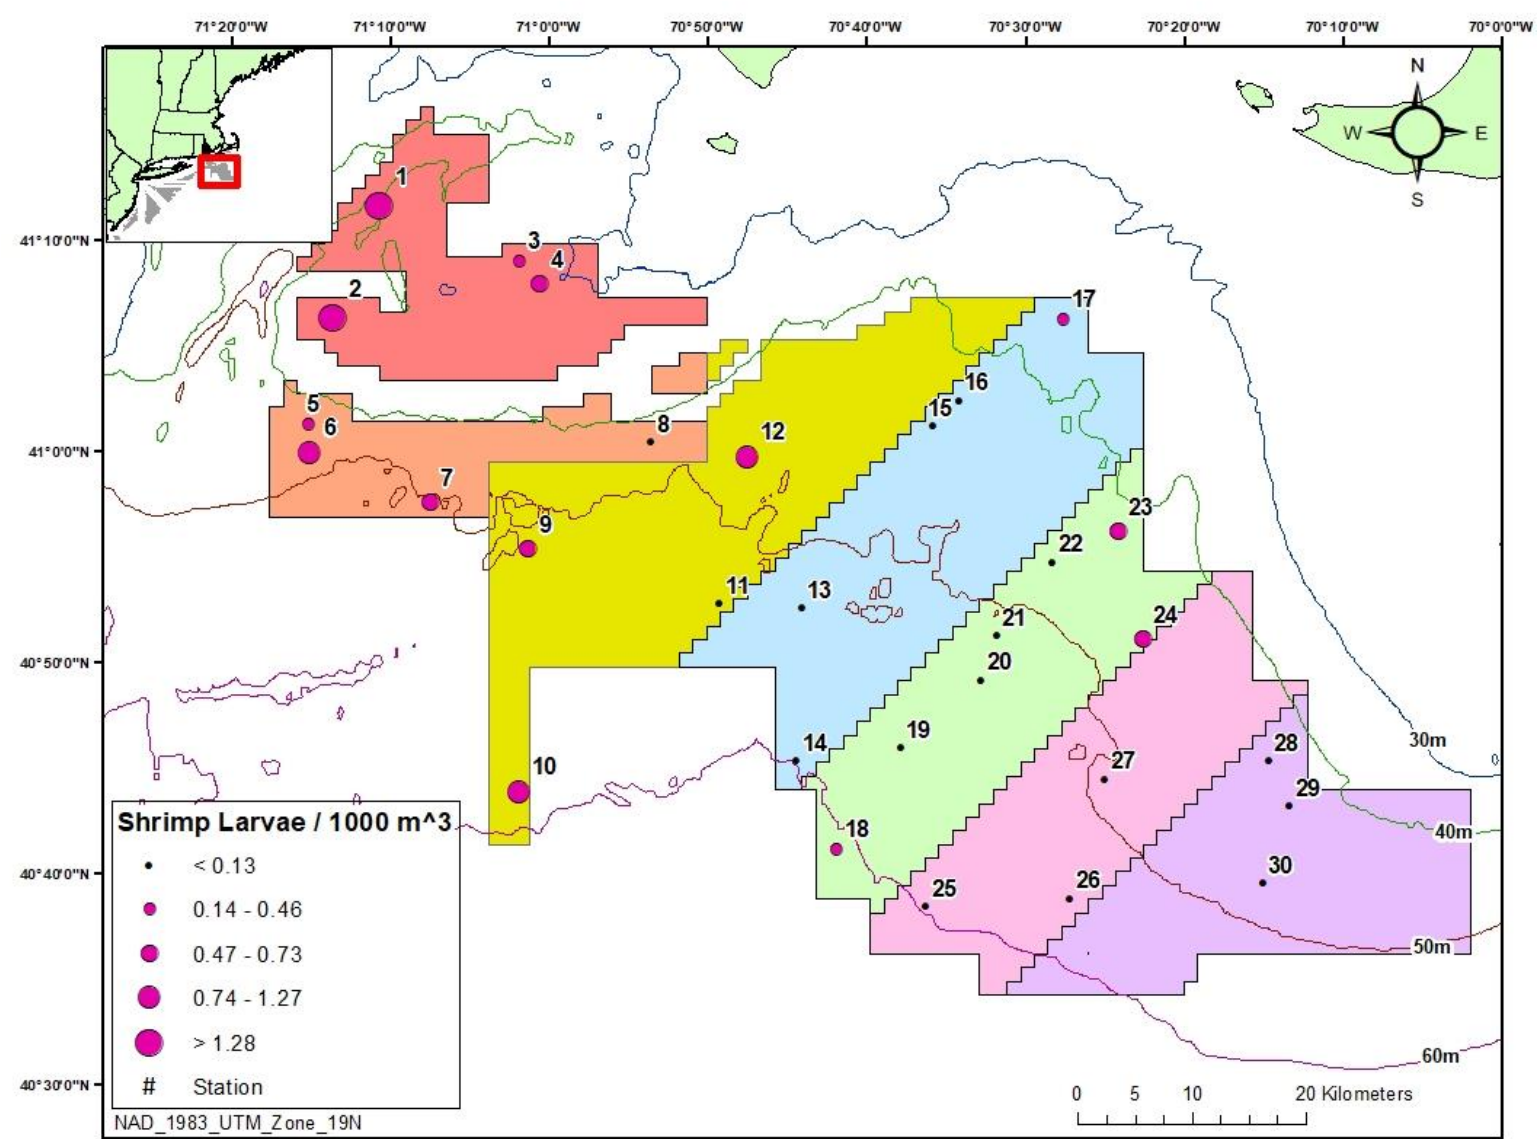 71°20'0"W 71°10'0"W 71°0'0"W 70°50'0"W 70°40'0"W 70°30'0"W 70°20'0"W 70°10'0"W 70°0'0"W
N
W E
S
1
41°10'0"N
3
4
2
17
16
5
15
6
8
12
41°0'0"N
7
23
9
22
11
13
24
21
40°50'0"N
20
19
14
28
30m
10
27
29
Shrimp Larvae / 1000 m^3
40m
18
< 0.13
30
40°40'0"N
25
26
0.14 - 0.46
50m
0.47 - 0.73
0.74 - 1.27
> 1.28
60m
# Station
40°30'0"N
0 5 10 20 Kilometers
NAD_1983_UTM_Zone_19N